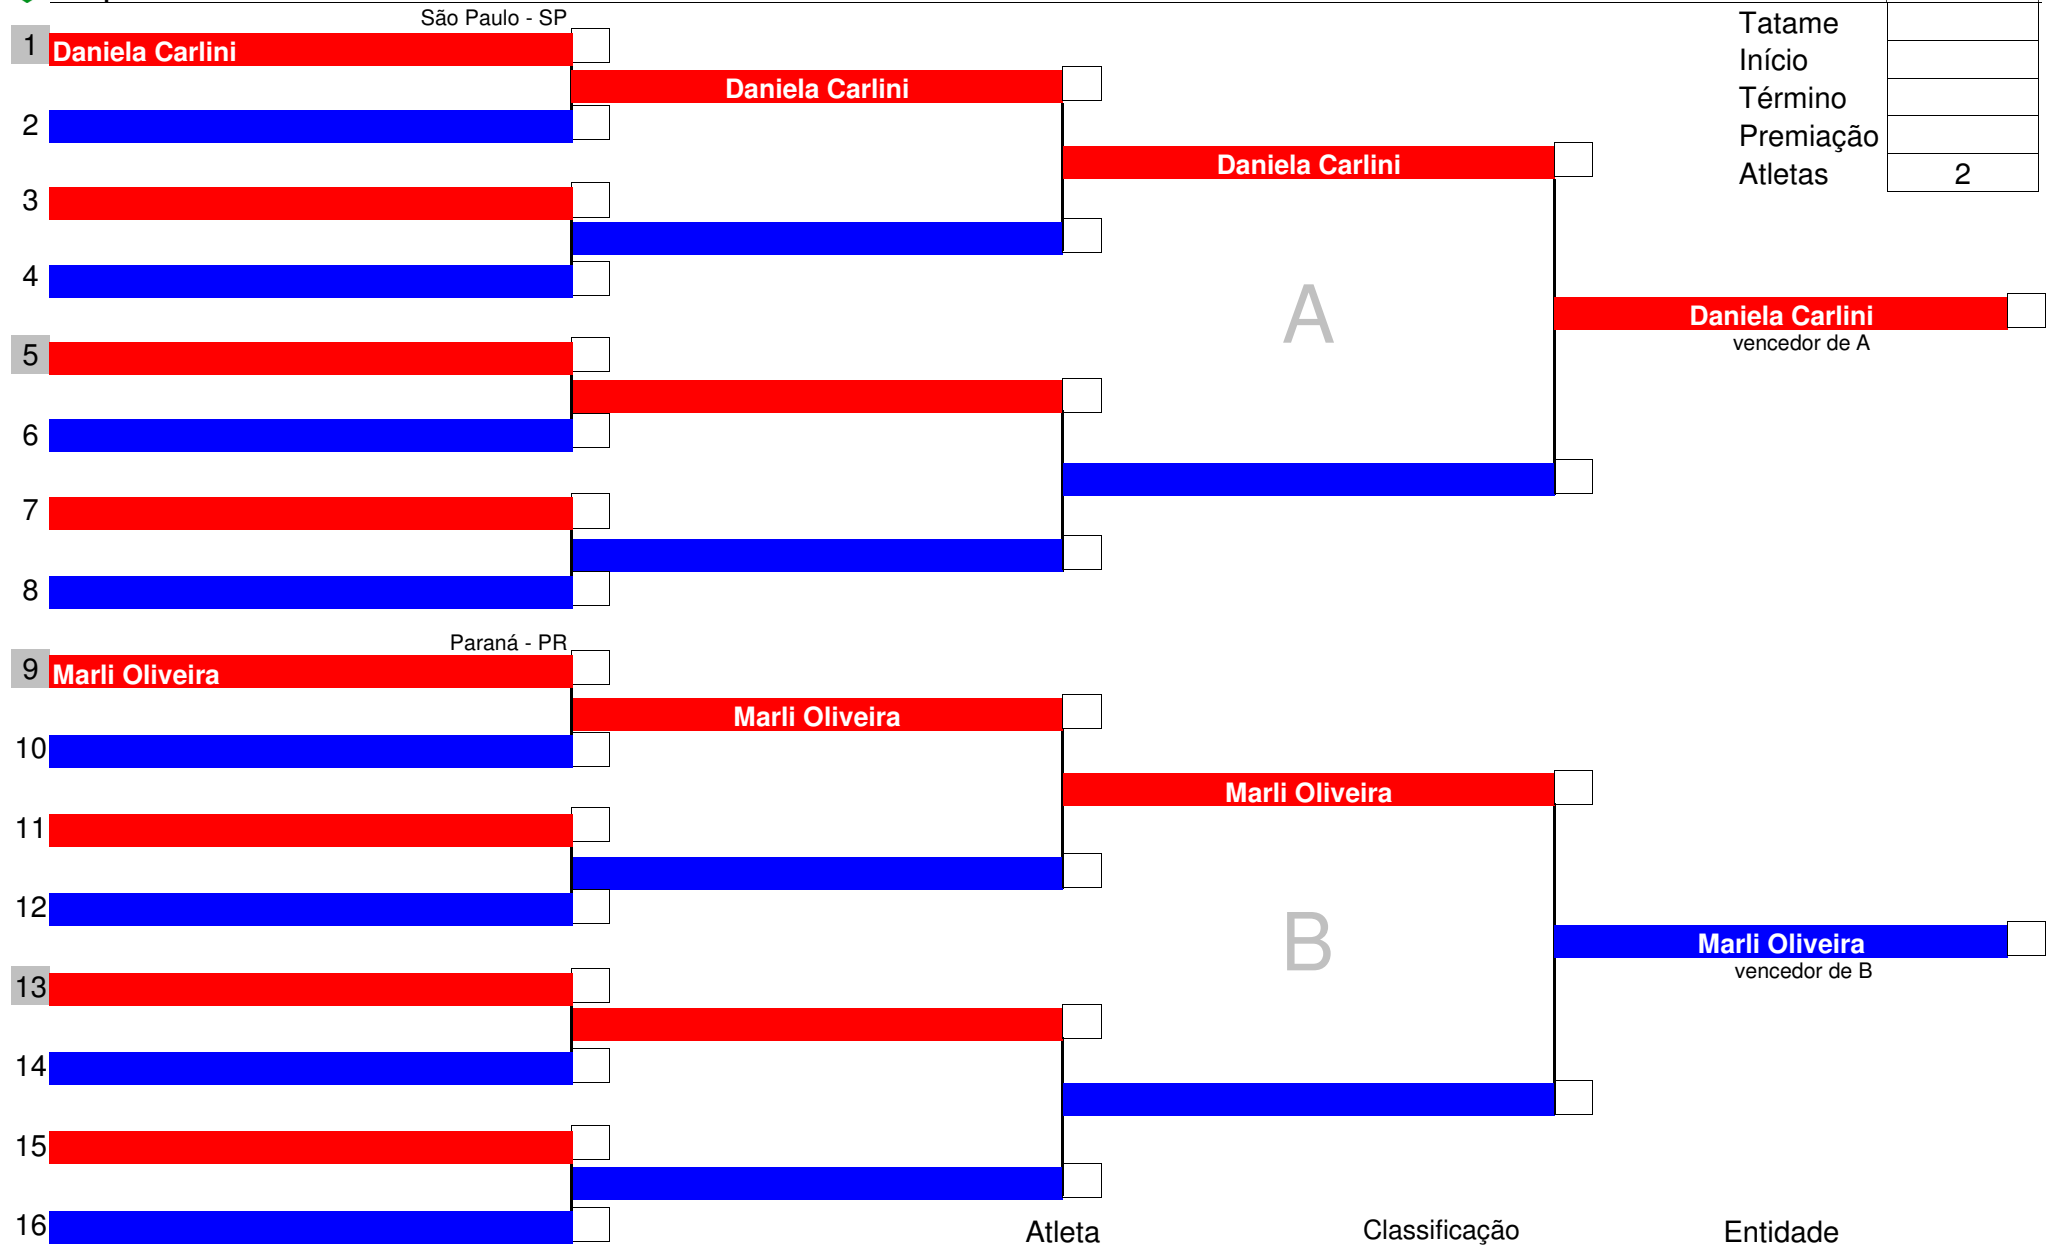 São Paulo - SP
Tatame
1 Daniela Carlini
Início
Daniela Carlini
Término
2
Premiação
Daniela Carlini
Atletas 2
3
4
A
Daniela Carlini
vencedor de A
5
6
7
8
Paraná - PR
9 Marli Oliveira
Marli Oliveira
10
Marli Oliveira
11
12
B
Marli Oliveira
vencedor de B
13
14
15
16
Atleta Classificação Entidade